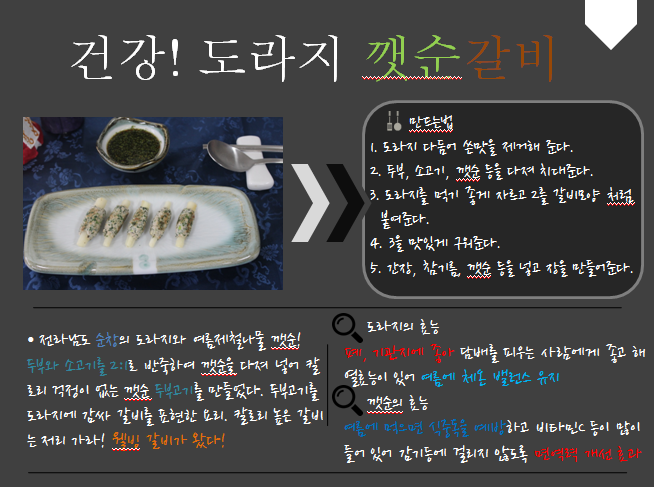 건강! 도라지 깻순갈비
만드는법
1. 도라지 다듬어 쓴맛을 제거해 준다.
2. 두부, 소고기, 깻순 등을 다져 치대준다.
3. 도라지를 먹기 좋게 자르고 2를 갈비모양 처럼
붙여준다.
4. 3을 맛있게 구워준다.
5. 간장, 참기름, 깻순 등을 넣고 장을 만들어준다.
• 전라남도 순창의 도라지와 여름제철나물 깻순!
두부와 소고기를 2:1로 반죽하여 깻순을 다져 넣어 칼
로리 걱정이 없는 깻순 두부고기를 만들었다. 두부고기를
도라지에 감싸 갈비를 표현한 요리. 칼로리 높은 갈비
는 저리 가라! 웰빙 갈비가 왔다!
도라지의 효능
폐, 기관지에 좋아 담배를 피우는 사람에게 좋고 해
열효능이 있어 여름에 체온 밸런스 유지
깻순의 효능
여름에 먹으면 식중독을 예방하고 비타민C 등이 많이
들어 있어 감기등에 걸리지 않도록 면역력 개선 효과